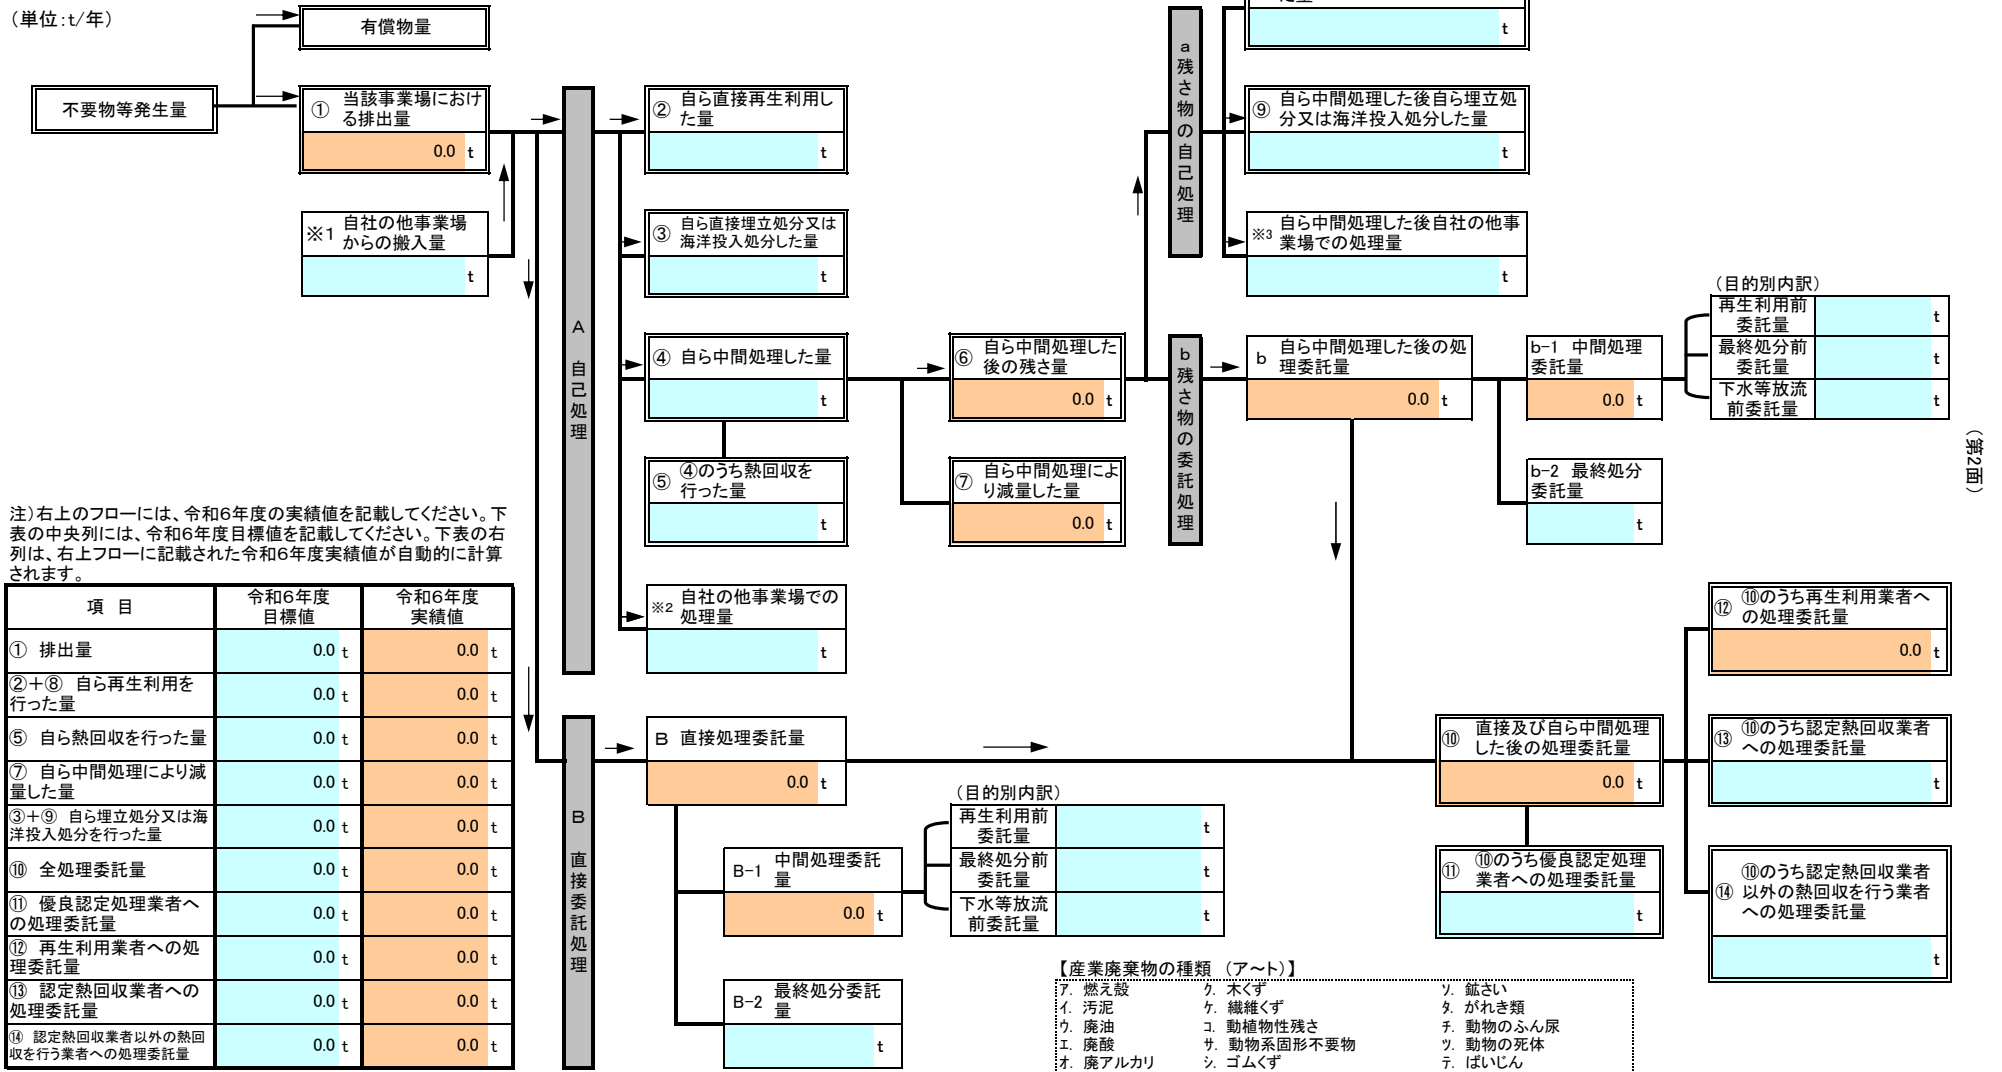 (単位:t/年)
有償物量
不要物等発生量
① 当該事業場におけ
る排出量
0.0 t
※1 自社の他事業場
からの搬入量
t
A 自己処理
② 自ら直接再生利用し
た量
t
③ 自ら直接埋立処分又は
海洋投入処分した量
t
④ 自ら中間処理した量
t
⑤ ④のうち熱回収を
行った量
t
※2 自社の他事業場での
処理量
t
⑥ 自ら中間処理した
後の残さ量
0.0 t
⑦ 自ら中間処理によ
り減量した量
0.0 t
a 残さ物の自己処理
t
⑨ 自ら中間処理した後自ら埋立処
分又は海洋投入処分した量
t
※3 自ら中間処理した後自社の他事
業場での処理量
t
b 残さ物の委託処理
b 自ら中間処理した後の処
理委託量
0.0 t
b-1 中間処理
委託量
0.0 t
b-2 最終処分
委託量
t
(目的別内訳)
再生利用前
委託量
t
最終処分前
委託量
t
下水等放流
前委託量
t
(第2面)
注)右上のフローには、令和6年度の実績値を記載してください。下
表の中央列には、令和6年度目標値を記載してください。下表の右
列は、右上フローに記載された令和6年度実績値が自動的に計算
されます。
項 目 令和6年度 令和6年度
目標値 実績値
① 排出量 0.0 t 0.0 t
②+⑧ 自ら再生利用を
行った量 0.0 t 0.0 t
⑤ 自ら熱回収を行った量 0.0 t 0.0 t
⑦ 自ら中間処理により減
量した量 0.0 t 0.0 t
③+⑨ 自ら埋立処分又は海
洋投入処分を行った量 0.0 t 0.0 t
⑩ 全処理委託量 0.0 t 0.0 t
⑪ 優良認定処理業者へ
の処理委託量 0.0 t 0.0 t
⑫ 再生利用業者への処
理委託量 0.0 t 0.0 t
⑬ 認定熱回収業者への
処理委託量 0.0 t 0.0 t
⑭ 認定熱回収業者以外の熱回
収を行う業者への処理委託量 0.0 t 0.0 t
B 直接委託処理
B 直接処理委託量
0.0 t
B-1 中間処理委託
量
0.0 t
B-2 最終処分委託
量
t
(目的別内訳)
再生利用前
委託量
t
最終処分前
委託量
t
下水等放流
前委託量
t
⑩ 直接及び自ら中間処理
した後の処理委託量
0.0 t
⑪ ⑩のうち優良認定処理
業者への処理委託量
t
⑫ ⑩のうち再生利用業者へ
の処理委託量
0.0 t
⑬ ⑩のうち認定熱回収業者
への処理委託量
t
⑭ ⑩のうち認定熱回収業者
以外の熱回収を行う業者
への処理委託量
t
【産業廃棄物の種類 (ア~ト)】
ア. 燃え殻 ク. 木くず ソ. 鉱さい
イ. 汚泥 ケ. 繊維くず タ. がれき類
ウ. 廃油 コ. 動植物性残さ チ. 動物のふん尿
エ. 廃酸 サ. 動物系固形不要物 ツ. 動物の死体
オ. 廃アルカリ シ. ゴムくず テ. ばいじん